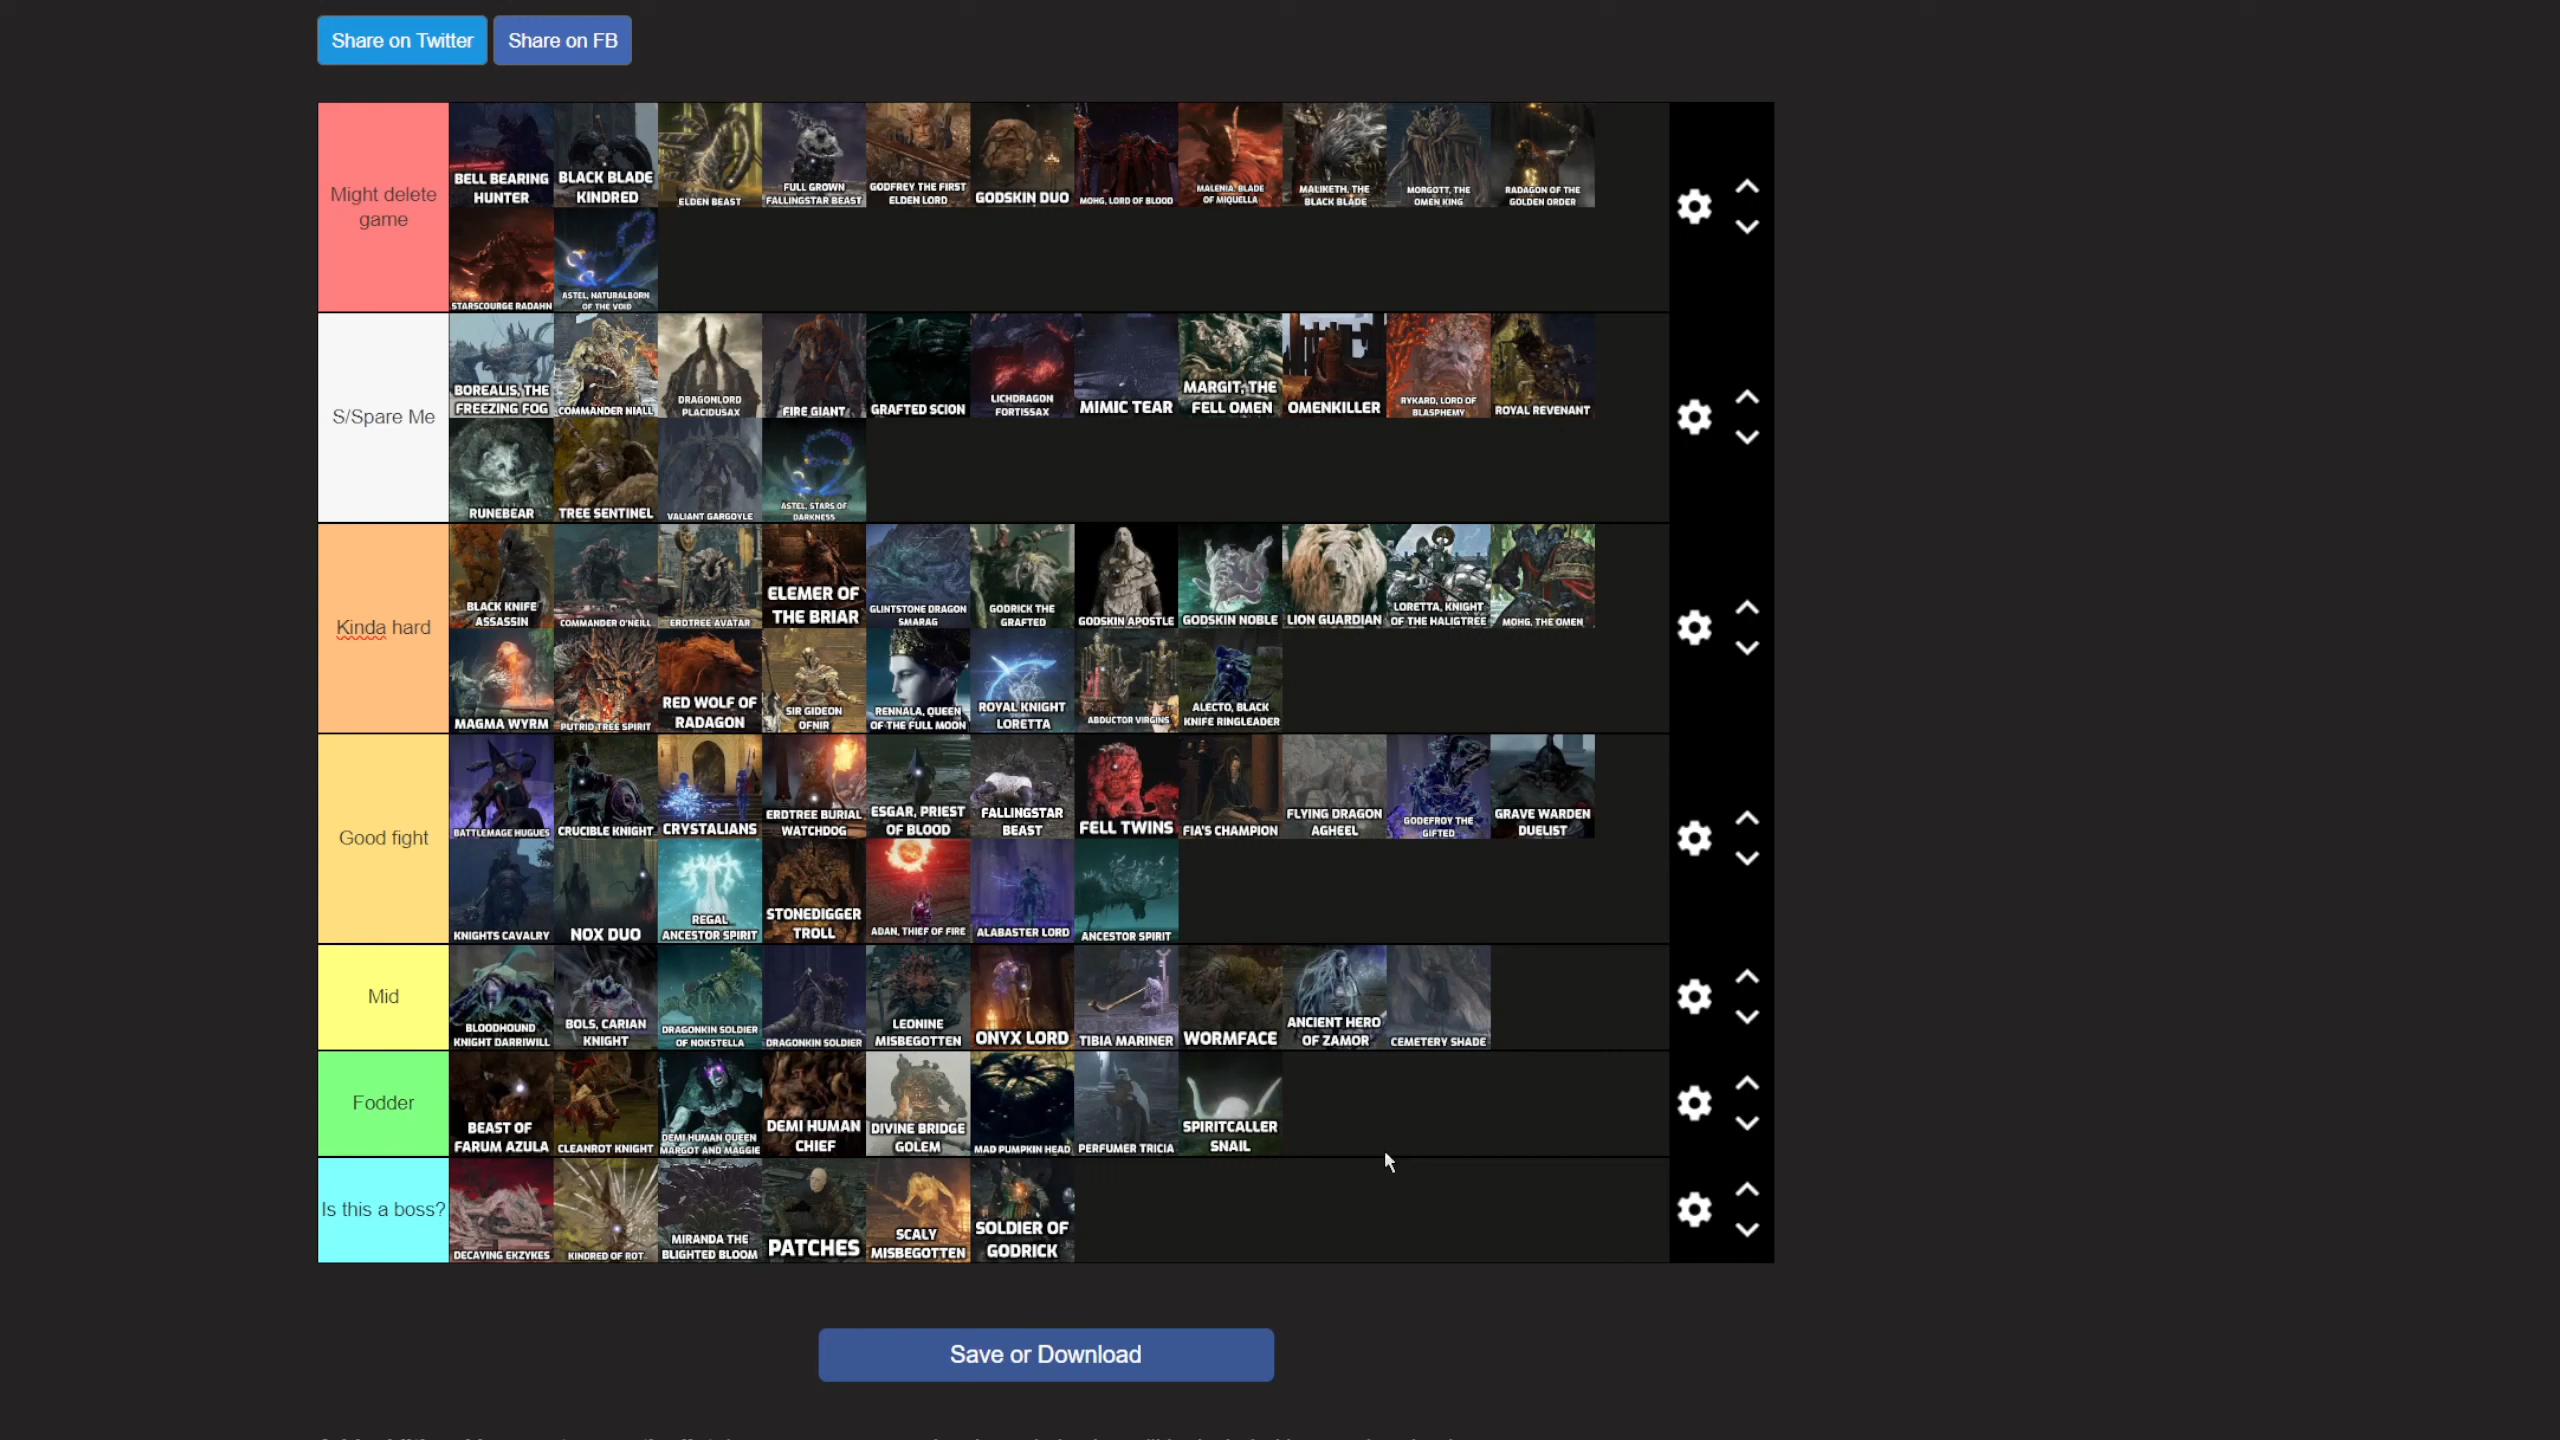 Share on Twitter
Share on FB
Might delete
game
BELL BEARING
HUNTER
BLACK BLADE
KINDRED
ELDEN BEAST
FULL GROWN
FALLINGSTAR BEAST
GODFREY THE FIRST
ELDEN LORD
GODSKIN DUO
MOHG, LORD OF BLOOD
MALENIA, BLADE
OF MIQUELLA
MALIKETH, THE
BLACK BLADE
MORGOTT, THE
OMEN KING
RADAGON OF THE
GOLDEN ORDER
STARSCOURGE RADAHN
ASTEL, NATURALBORN
OF THE VOID
S/Spare Me
BOREALIS, THE
FREEZING FOG
COMMANDER NIALL
DRAGONLORD
PLACIDUSAX
FIRE GIANT
GRAFTED SCION
LICHDRAGON
FORTISSAX
MIMIC TEAR
MARGIT, THE
FELL OMEN
OMENKILLER
RYKARD, LORD OF
BLASPHEMY
ROYAL REVENANT
RUNEBEAR
TREE SENTINEL
VALIANT GARGOYLE
ASTEL, STARS OF
DARKNESS
Kinda hard
BLACK KNIFE
ASSASSIN
COMMANDER O'NEILL
ERDTREE AVATAR
ELEMER OF
THE BRIAR
GLINTSTONE DRAGON
SMARAG
GODRICK THE
GRAFTED
GODSKIN APOSTLE
GODSKIN NOBLE
LION GUARDIAN
LORETTA, KNIGHT
OF THE HALIGTREE
MOHG, THE OMEN
MAGMA WYRM
PUTRID TREE SPIRIT
RED WOLF OF
RADAGON
SIR GIDEON
OFNIR
RENNALA, QUEEN
OF THE FULL MOON
ROYAL KNIGHT
LORETTA
ABDUCTOR VIRGINS
ALECTO, BLACK
KNIFE RINGLEADER
Good fight
BATTLEMAGE HUGUES
CRUCIBLE KNIGHT
CRYSTALIANS
ERDTREE BURIAL
WATCHDOG
ESGAR, PRIEST
OF BLOOD
FALLINGSTAR
BEAST
FELL TWINS
FIA'S CHAMPION
FLYING DRAGON
AGHEEL
GODEFROY THE
GIFTED
GRAVE WARDEN
DUELIST
KNIGHTS CAVALRY
NOX DUO
REGAL
ANCESTOR SPIRIT
STONEDIGGER
TROLL
ADAN, THIEF OF FIRE
ALABASTER LORD
ANCESTOR SPIRIT
Mid
BLOODHOUND
KNIGHT DARRIWILL
BOLS, CARIAN
KNIGHT
DRAGONKIN SOLDIER
OF NOKSTELLA
DRAGONKIN SOLDIER
LEONINE
MISBEGOTTEN
ONYX LORD
TIBIA MARINER
WORMFACE
ANCIENT HERO
OF ZAMOR
CEMETERY SHADE
Fodder
BEAST OF
FARUM AZULA
CLEANROT KNIGHT
DEMI HUMAN QUEEN
MARGOT AND MAGGIE
DEMI HUMAN
CHIEF
DIVINE BRIDGE
GOLEM
MAD PUMPKIN HEAD
PERFUMER TRICIA
SPIRITCALLER
SNAIL
Is this a boss?
DECAYING EKZYKES
KINDRED OF ROT
MIRANDA THE
BLIGHTED BLOOM
PATCHES
SCALY
MISBEGOTTEN
SOLDIER OF
GODRICK
Save or Download